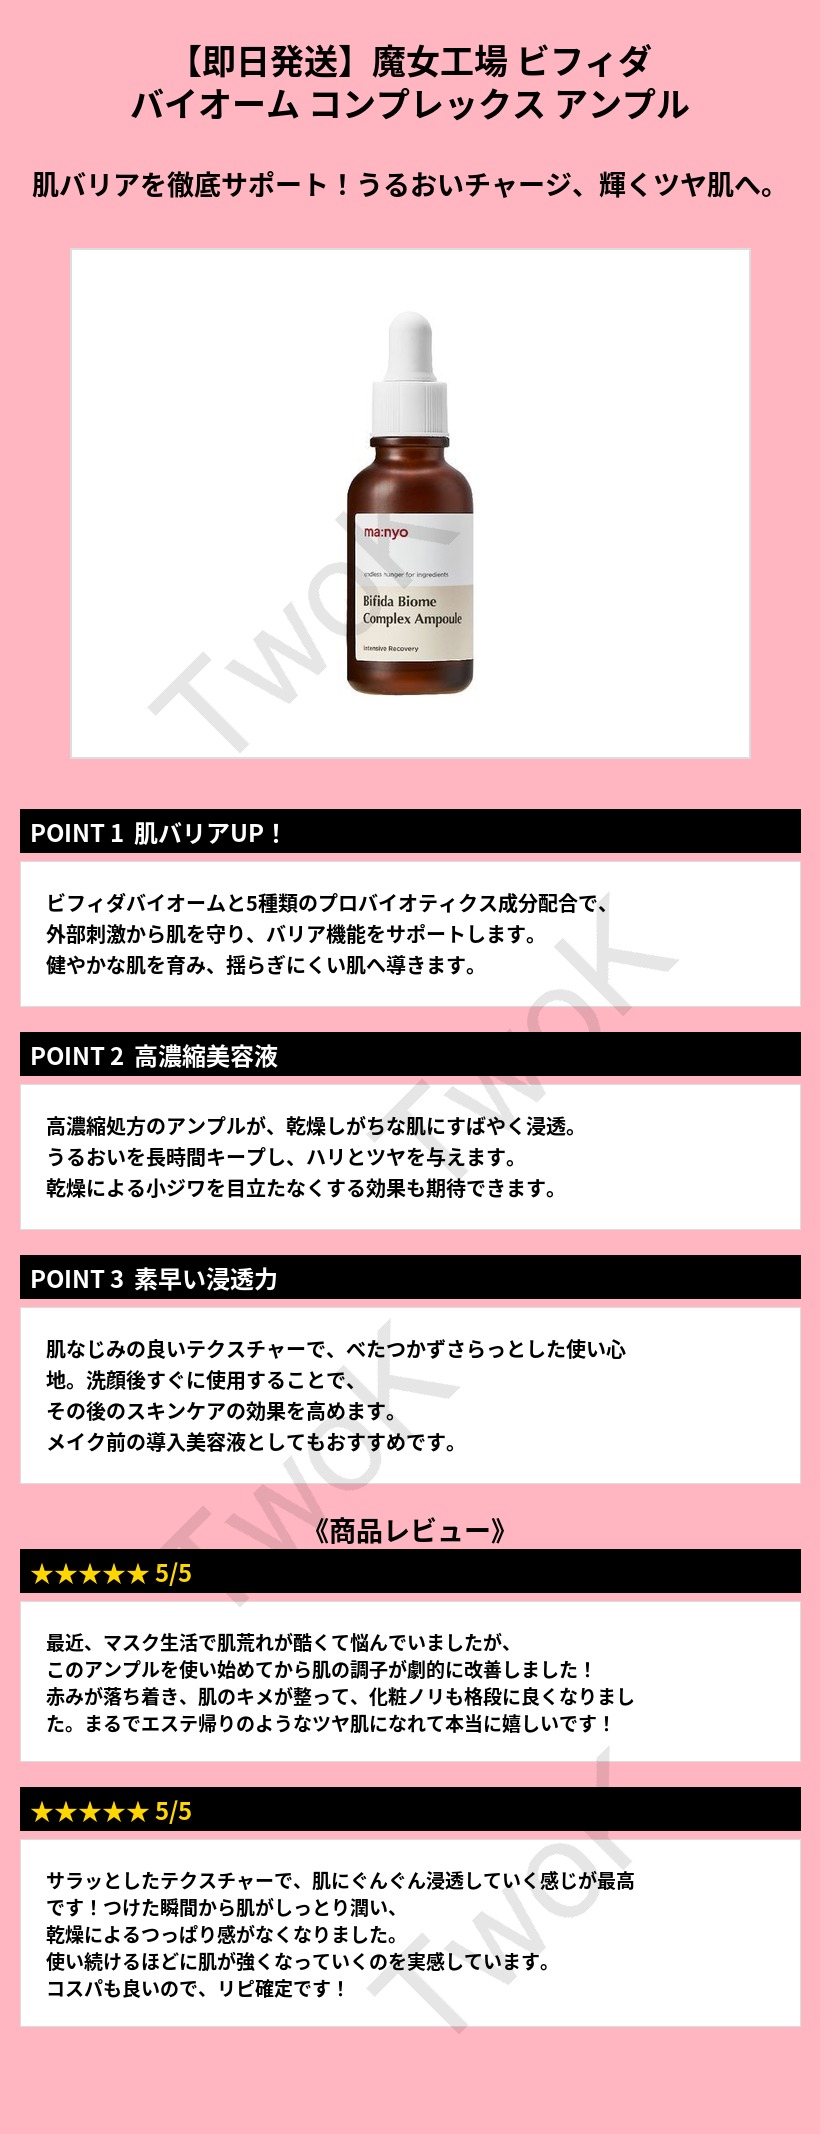 【即日発送】魔女工場 ビフィダ
バイオーム コンプレックス アンプル
肌バリアを徹底サポート！うるおいチャージ、輝くツヤ肌へ。
ma:nyo
endless hunger for ingredients
Bifida Biome
Complex Ampoule
Intensive Recovery
TwoK
POINT 1 肌バリアUP！
ビフィダバイオームと5種類のプロバイオティクス成分配合で、
外部刺激から肌を守り、バリア機能をサポートします。
健やかな肌を育み、揺らぎにくい肌へ導きます。
TwoK
POINT 2 高濃縮美容液
高濃縮処方のアンプルが、乾燥しがちな肌にすばやく浸透。
うるおいを長時間キープし、ハリとツヤを与えます。
乾燥による小ジワを目立たなくする効果も期待できます。
POINT 3 素早い浸透力
肌なじみの良いテクスチャーで、べたつかずさらっとした使い心
地。洗顔後すぐに使用することで、
その後のスキンケアの効果を高めます。
メイク前の導入美容液としてもおすすめです。
TwoK
《商品レビュー》
★★★★★ 5/5
最近、マスク生活で肌荒れが酷くて悩んでいましたが、
このアンプルを使い始めてから肌の調子が劇的に改善しました！
赤みが落ち着き、肌のキメが整って、化粧ノリも格段に良くなりまし
た。まるでエステ帰りのようなツヤ肌になれて本当に嬉しいです！
★★★★★ 5/5
サラッとしたテクスチャーで、肌にぐんぐん浸透していく感じが最高
です！つけた瞬間から肌がしっとり潤い、
乾燥によるつっぱり感がなくなりました。
使い続けるほどに肌が強くなっていくのを実感しています。
コスパも良いので、リピ確定です！
TwoK